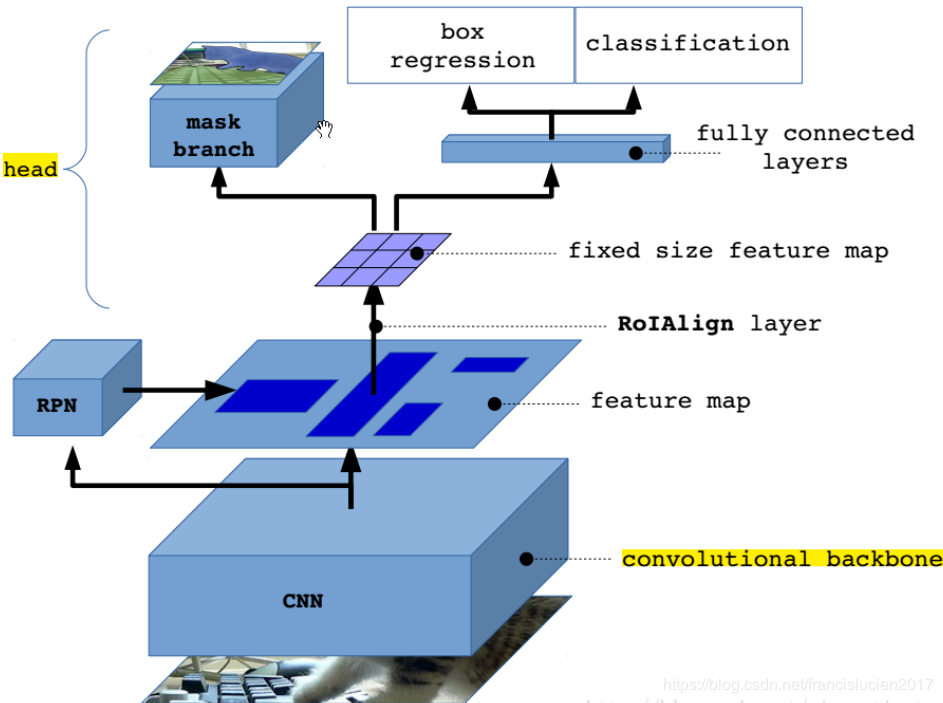 box
regression
classification
mask
branch
fully connected
layers
head
fixed size feature map
RoIAlign layer
RPN
feature map
convolutional backbone
CNN
https://blog.csdn.net/francislucien2017